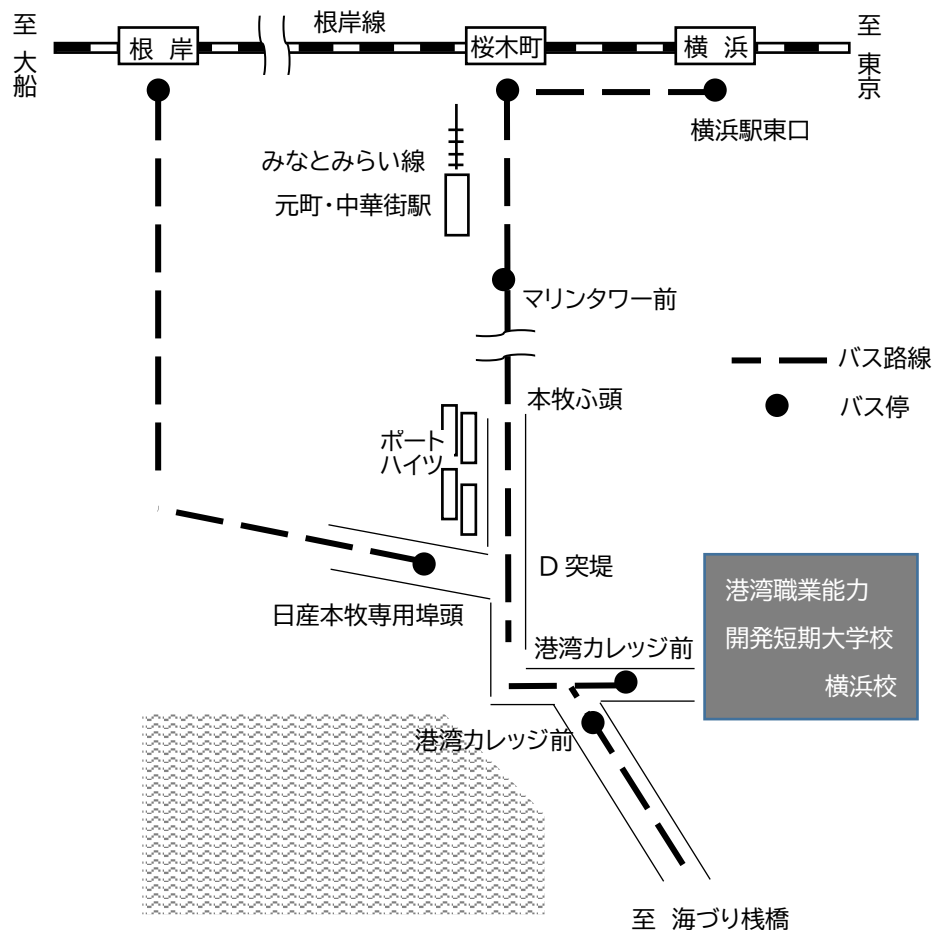 至 大船
根岸線
根岸
桜木町
横浜
至 東京
横浜駅東口
みなとみらい線
元町・中華街駅
マリンタワー前
バス路線
バス停
本牧ふ頭
ポート
ハイツ
D突堤
日産本牧専用埠頭
港湾カレッジ前
港湾職業能力
開発短期大学校
横浜校
港湾カレッジ前
至 海づり桟橋